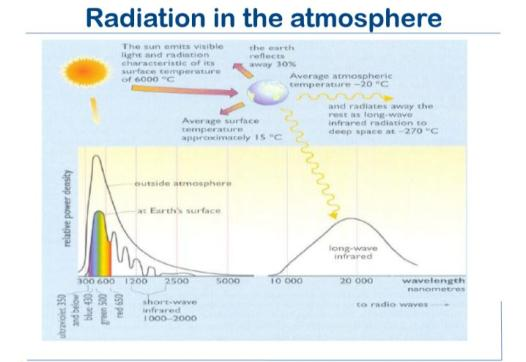 Radiation in the atmosphere
The sun emits visible
light and radiation
characteristic of its
surface temperature
of 6000 °C
the earth
reflects
away 30%
Average atmospheric
temperature −20 °C
and radiates away the
rest as long-wave
infrared radiation to
deep space at −270 °C
Average surface
temperature
approximately 15 °C
relative power density
outside atmosphere
at Earth's surface
long-wave
infrared
300 600 1200 2500 5000 10 000 20 000 wavelength
nanometres
ultraviolet 350
and below
blue 430
green 500
red 650
short-wave
infrared
1000–2000
to radio waves